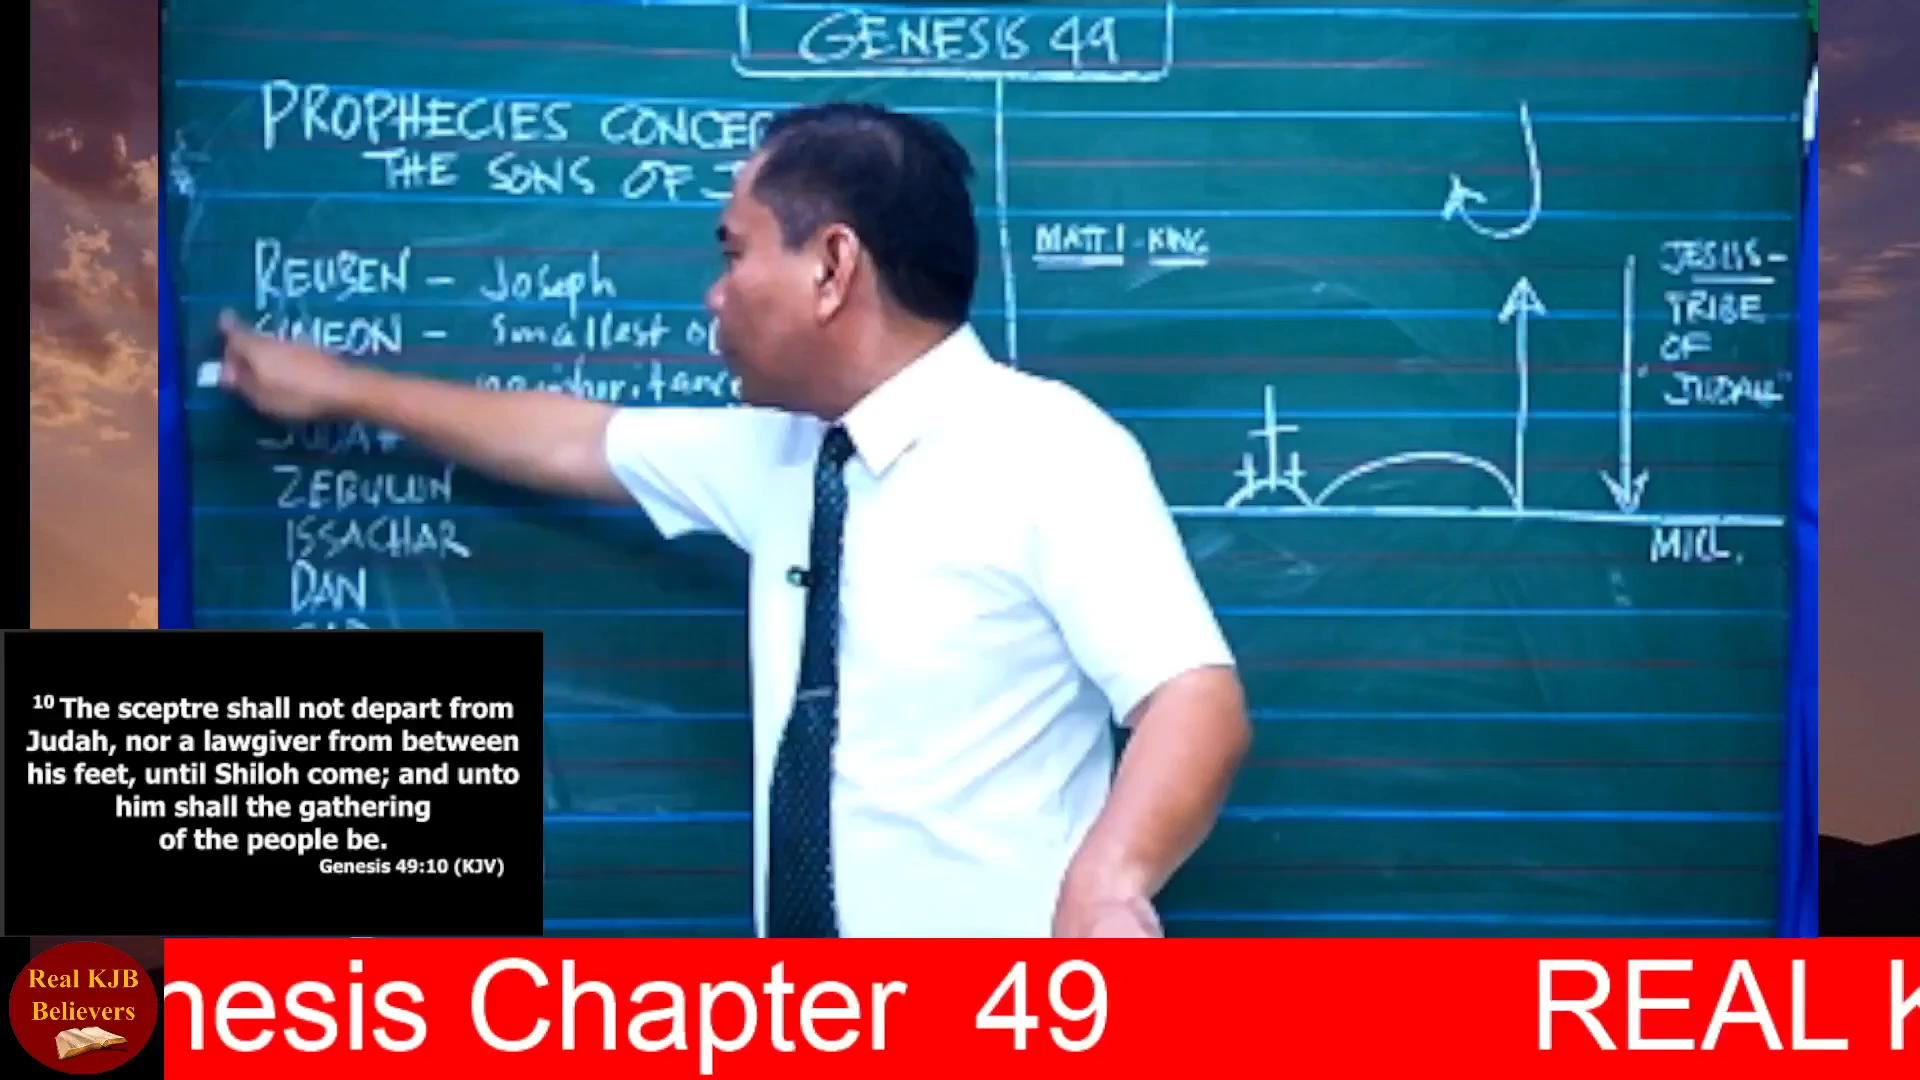 GENESIS 49
PROPHECIES
THE SONS OF
REUBEN - Joseph
SIMEON - Smallest
ZEBULUN
ISSACHAR
DAN
MATT. 1 - KING
JESUS -
TRIBE
OF
"JUDAH"
MILL.
10 The sceptre shall not depart from
Judah, nor a lawgiver from between
his feet, until Shiloh come; and unto
him shall the gathering
of the people be.
Genesis 49:10 (KJV)
Real KJB
Believers
nesis Chapter 49
REAL K